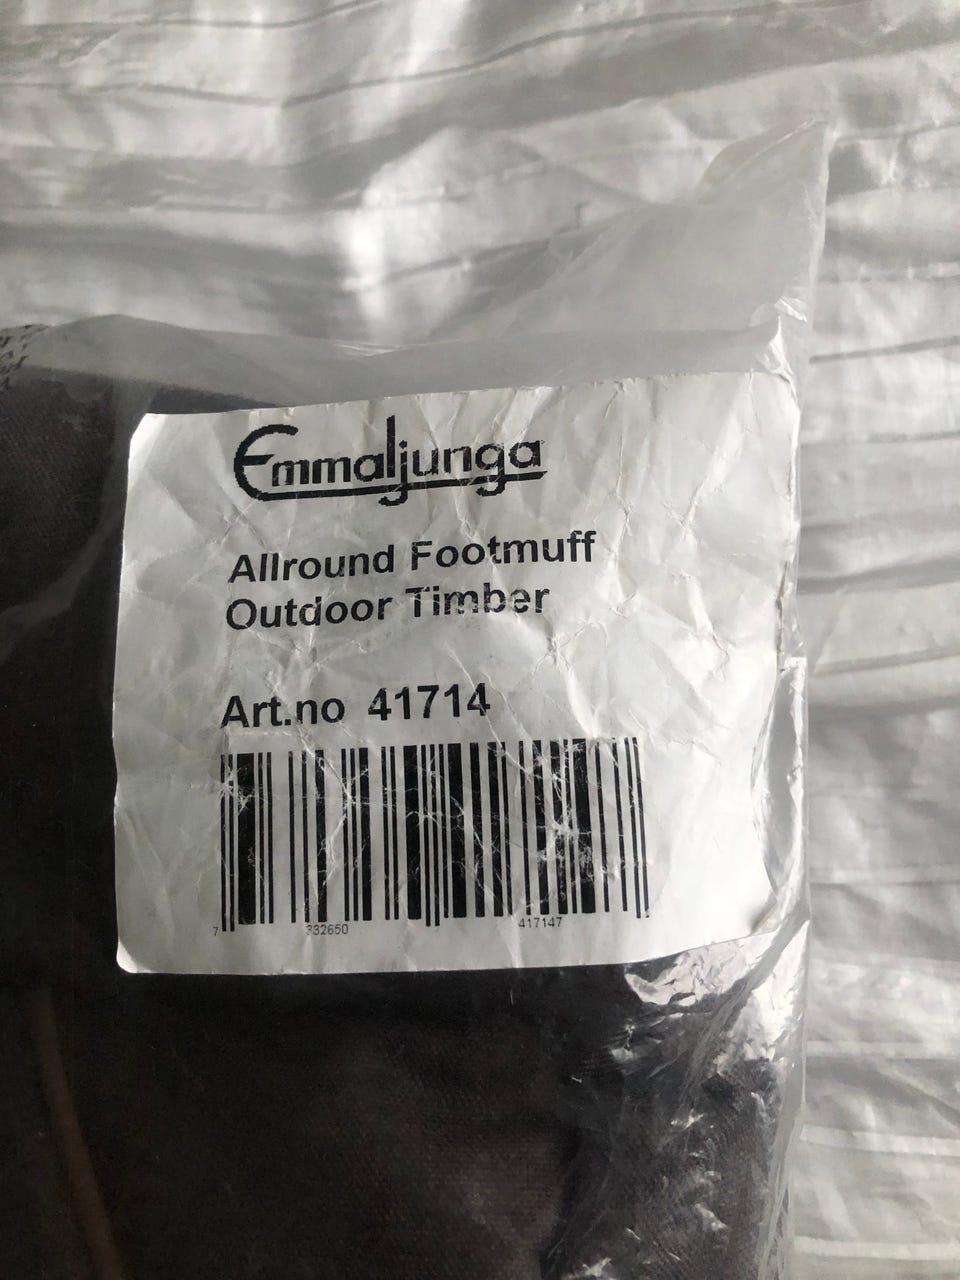 Emmaljunga
Allround Footmuff
Outdoor Timber
Art.no 41714
7 332650 417147